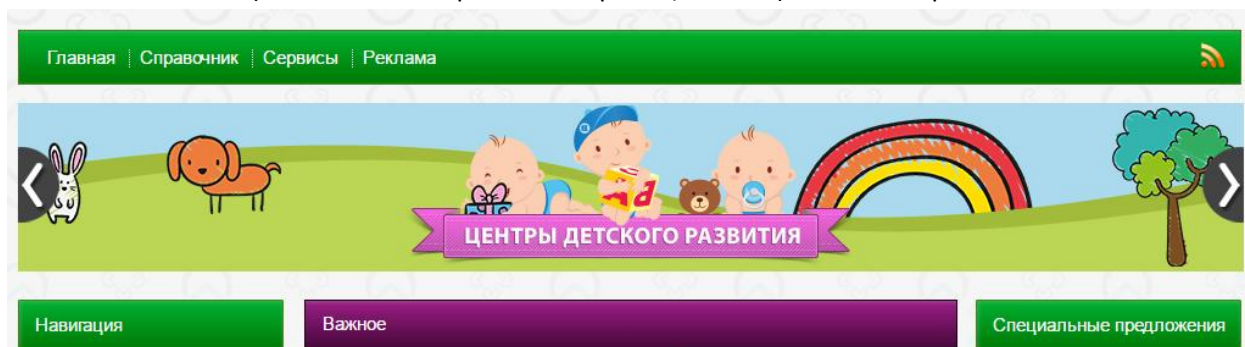 Главная Справочник Сервисы Реклама
ЦЕНТРЫ ДЕТСКОГО РАЗВИТИЯ
Навигация
Важное
Специальные предложения